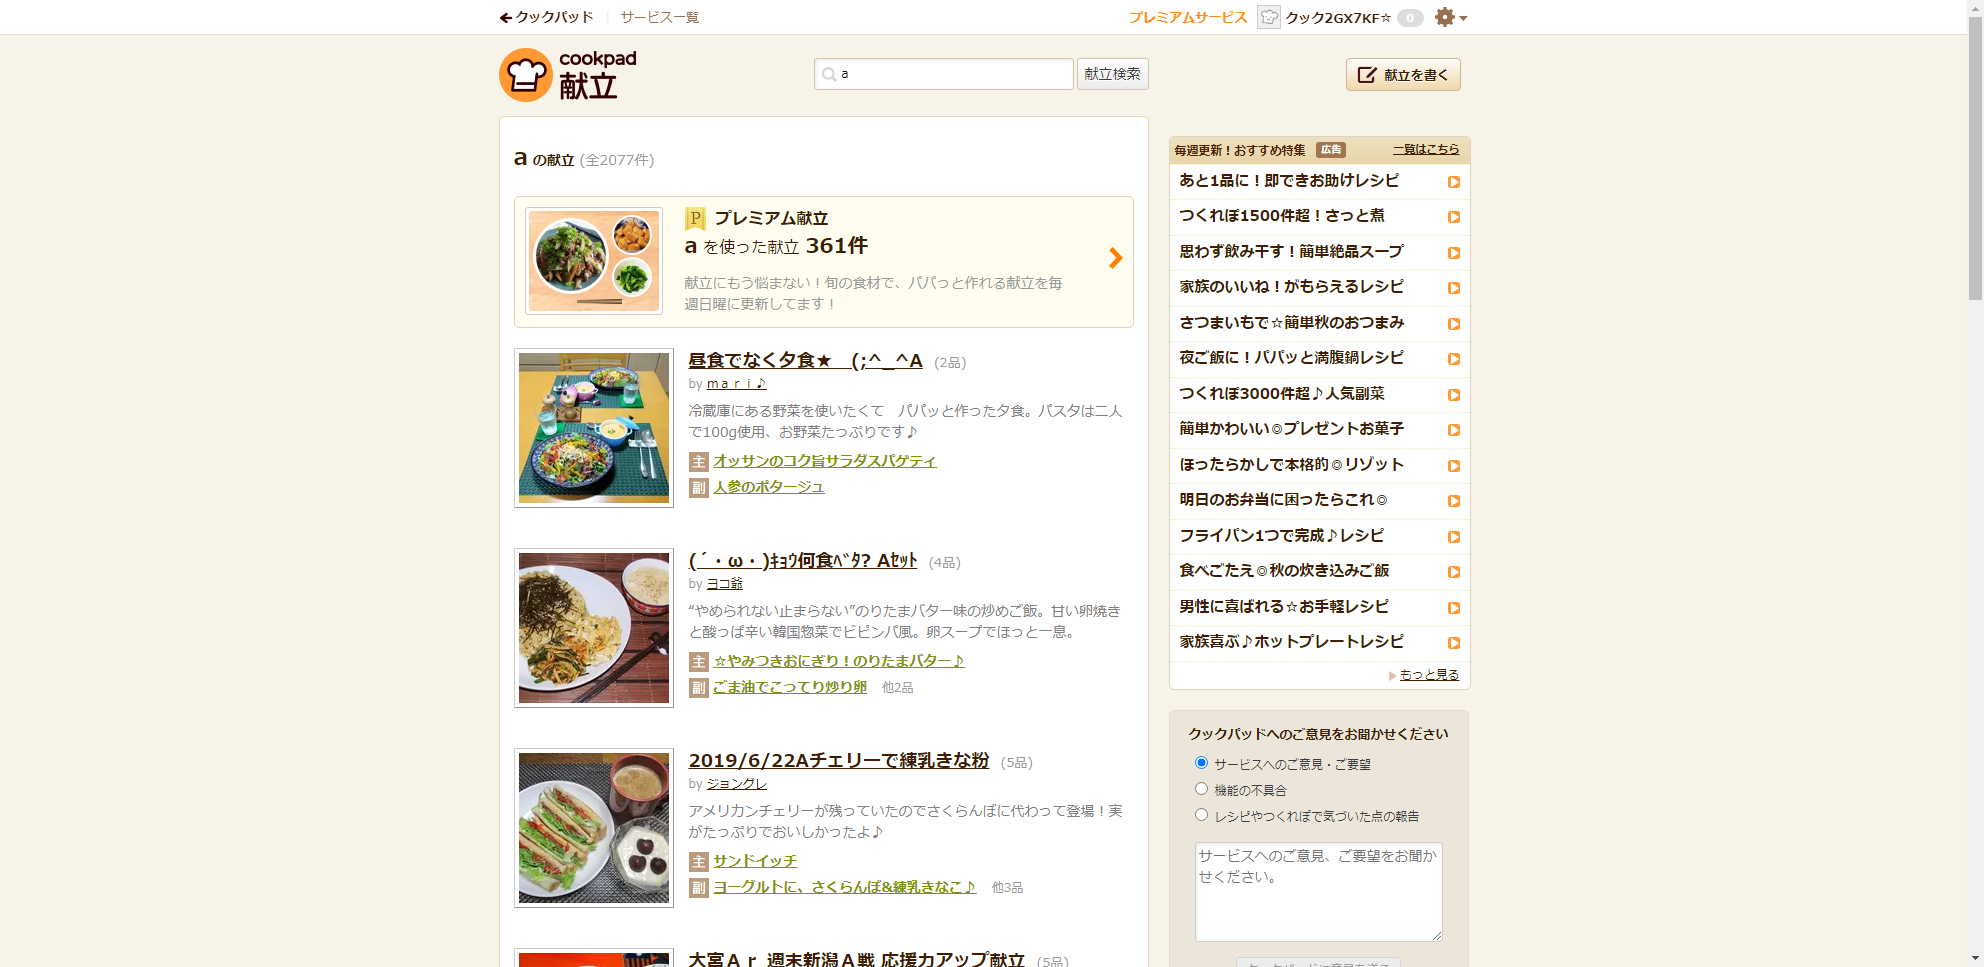 クックパッド
サービス一覧
プレミアムサービス
クック2GX7KF☆
0
cookpad
献立
a
献立検索
献立を書く
a の献立 (全2077件)
P プレミアム献立
a を使った献立 361件
献立にもう悩まない！旬の食材で、パパっと作れる献立を毎
週日曜に更新してます！
昼食でなく夕食★　(;^_^A (2品)
by ｍａｒｉ♪
冷蔵庫にある野菜を使いたくて　パパッと作った夕食。パスタは二人
で100g使用、お野菜たっぷりです♪
主 オッサンのコク旨サラダスパゲティ
副 人参のポタージュ
(´・ω・)ｷｮｳ何食ﾍﾞﾀ? Aｾｯﾄ (4品)
by ヨコ爺
“やめられない止まらない”のりたまバター味の炒めご飯。甘い卵焼き
と酸っぱ辛い韓国惣菜でビビンパ風。卵スープでほっと一息。
主 ☆やみつきおにぎり！のりたまバター♪
副 ごま油でこってり炒り卵 他2品
2019/6/22Aチェリーで練乳きな粉 (5品)
by ジョングレ
アメリカンチェリーが残っていたのでさくらんぼに代わって登場！実
がたっぷりでおいしかったよ♪
主 サンドイッチ
副 ヨーグルトに、さくらんぼ&練乳きなこ♪ 他3品
大宮Ａｒ 週末新潟Ａ戦 応援力アップ献立 (5品)
毎週更新！おすすめ特集 広告 一覧はこちら
あと1品に！即できお助けレシピ
つくれぽ1500件超！さっと煮
思わず飲み干す！簡単絶品スープ
家族のいいね！がもらえるレシピ
さつまいもで☆簡単秋のおつまみ
夜ご飯に！パパッと満腹鍋レシピ
つくれぽ3000件超♪人気副菜
簡単かわいい◎プレゼントお菓子
ほったらかしで本格的◎リゾット
明日のお弁当に困ったらこれ◎
フライパン1つで完成♪レシピ
食べごたえ◎秋の炊き込みご飯
男性に喜ばれる☆お手軽レシピ
家族喜ぶ♪ホットプレートレシピ
もっと見る
クックパッドへのご意見をお聞かせください
サービスへのご意見・ご要望
機能の不具合
レシピやつくれぽで気づいた点の報告
サービスへのご意見、ご要望をお聞か
せください。
クックパッドに意見を送る